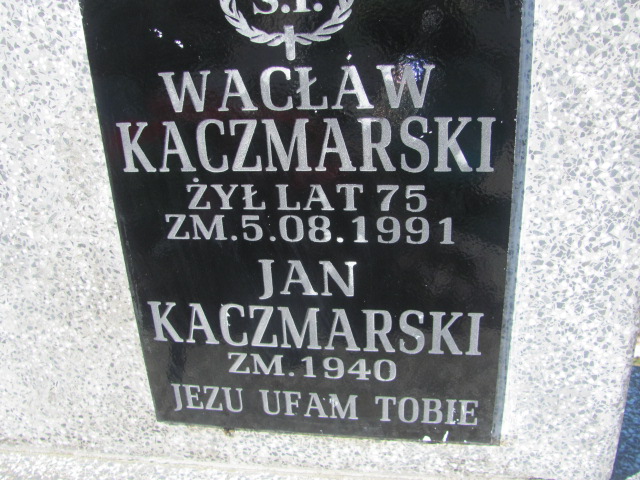 Ś.P.
WACŁAW
KACZMARSKI
ŻYŁ LAT 75
ZM.5.08.1991
JAN
KACZMARSKI
ZM.1940
JEZU UFAM TOBIE